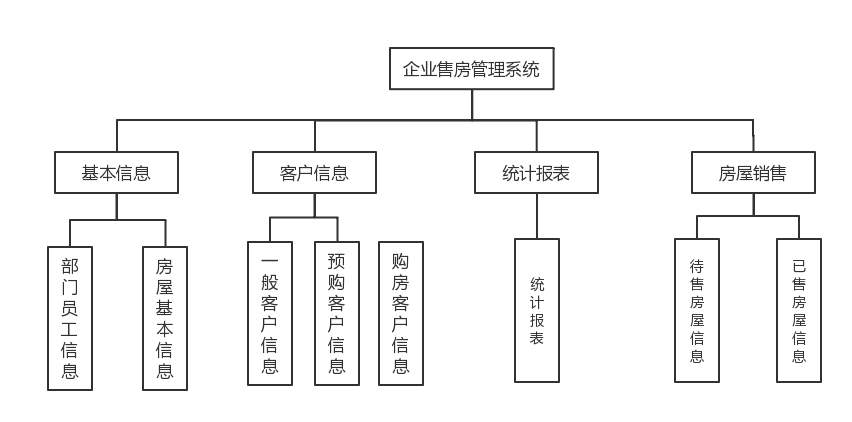 企业售房管理系统
基本信息
客户信息
统计报表
房屋销售
部门员工信息
房屋基本信息
一般客户信息
预购客户信息
购房客户信息
统计报表
待售房屋信息
已售房屋信息